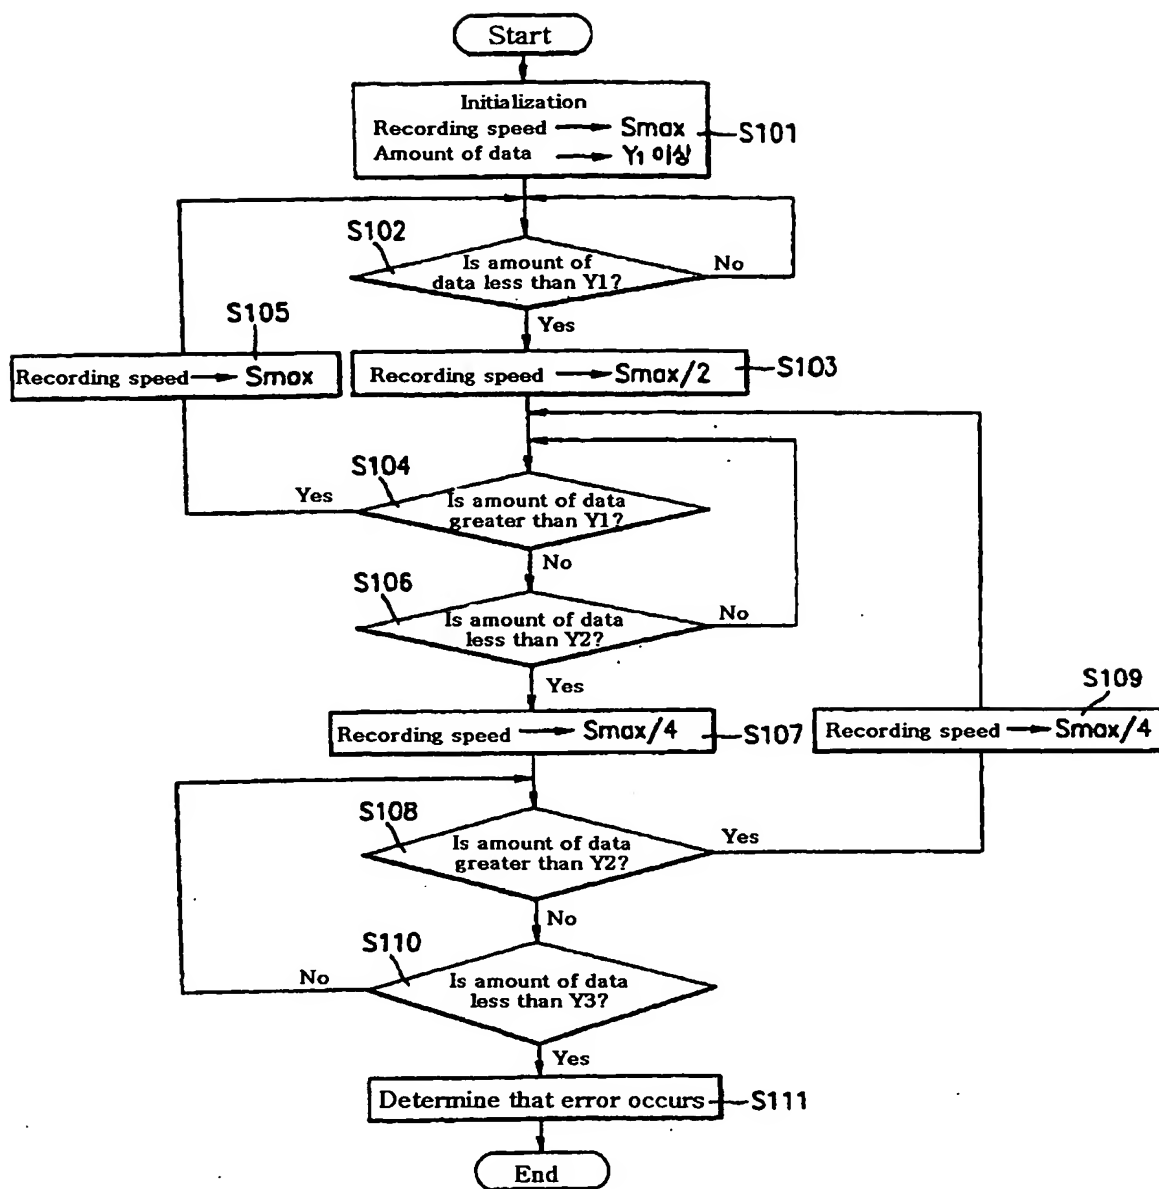 Start
Initialization
Recording speed → Smax
Amount of data → Y1 이상
S101
S102
Is amount of
data less than Y1?
No
Yes
S105
Recording speed → Smax
Recording speed → Smax/2
S103
S104
Yes
Is amount of data
greater than Y1?
No
S106
Is amount of data
less than Y2?
No
Yes
S109
Recording speed → Smax/4
S107
Recording speed → Smax/4
S108
Is amount of data
greater than Y2?
Yes
No
S110
No
Is amount of data
less than Y3?
Yes
Determine that error occurs
S111
End